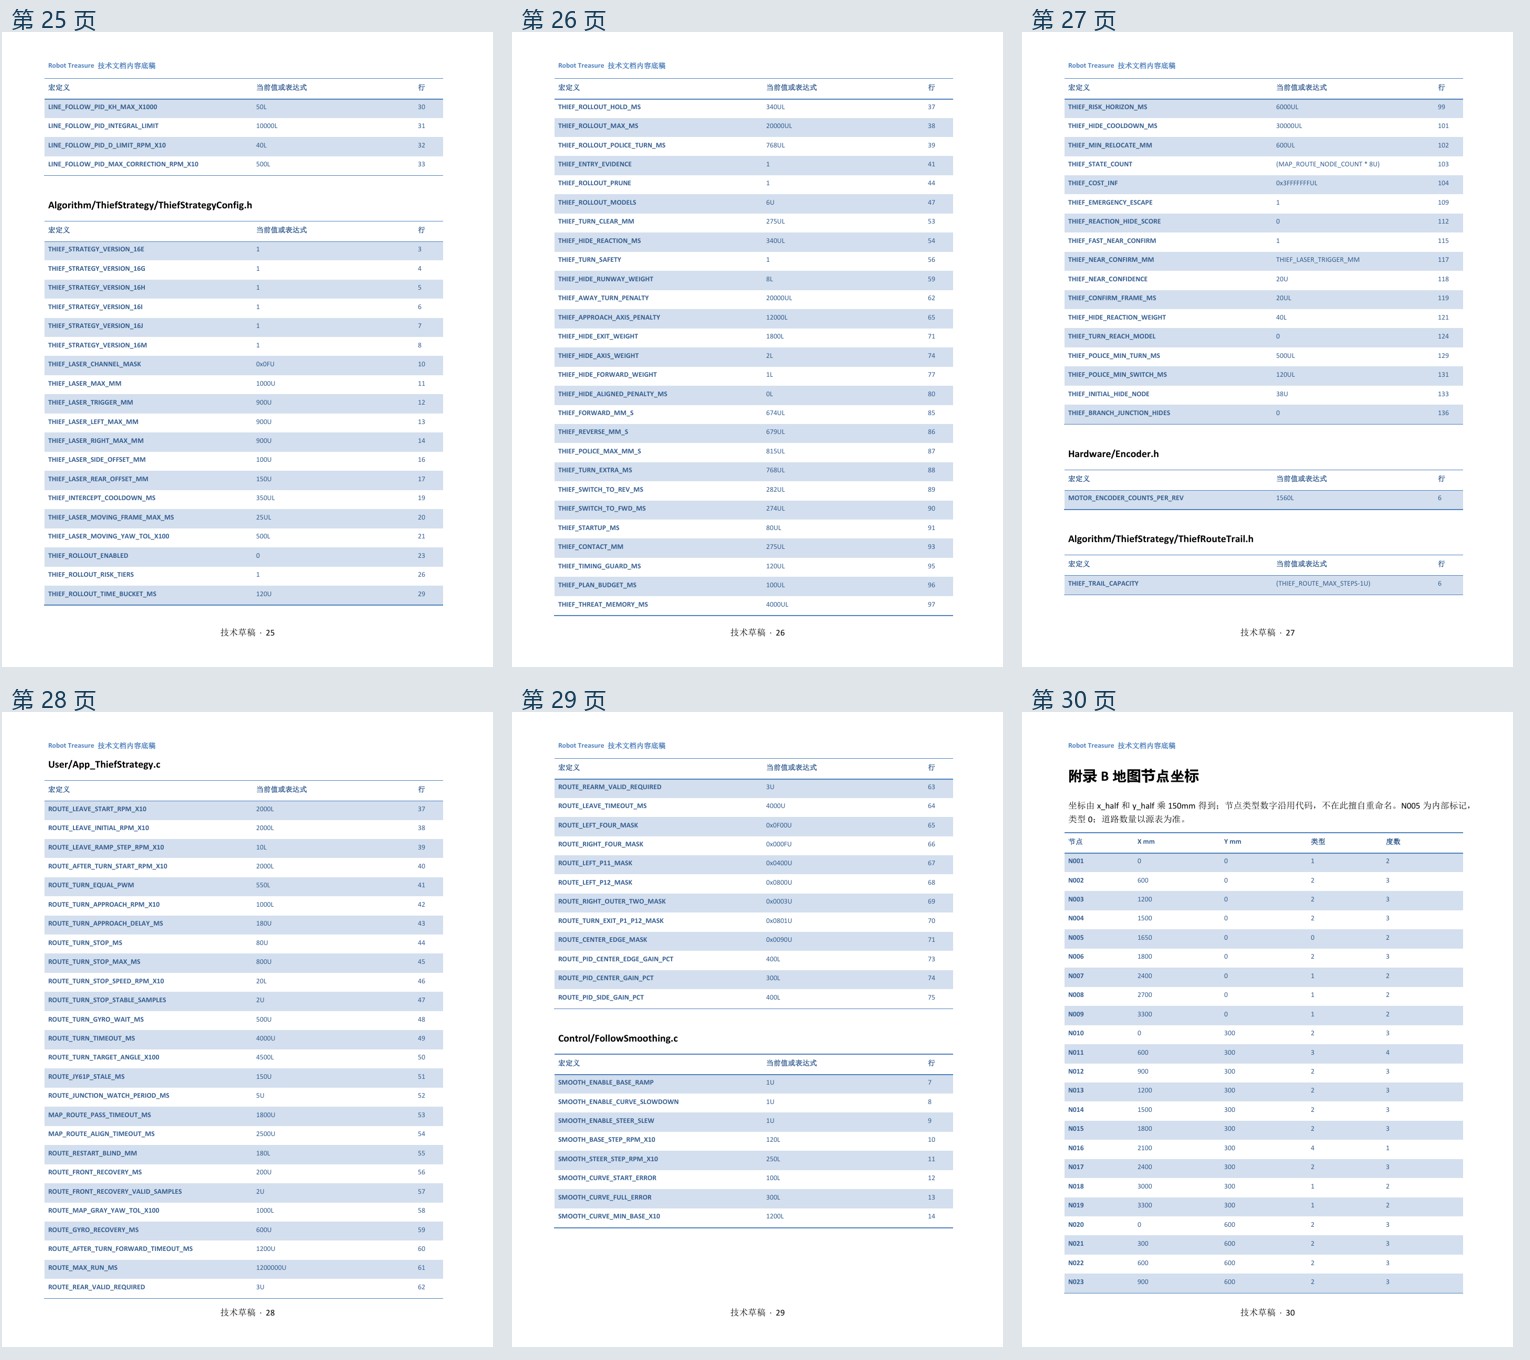 第 25 页
Robot Treasure 技术文档内容底稿
宏定义 当前值或表达式 行
LINE_FOLLOW_PID_KH_MAX_X1000 50L 30
LINE_FOLLOW_PID_INTEGRAL_LIMIT 10000L 31
LINE_FOLLOW_PID_D_LIMIT_RPM_X10 40L 32
LINE_FOLLOW_PID_MAX_CORRECTION_RPM_X10 500L 33
Algorithm/ThiefStrategy/ThiefStrategyConfig.h
宏定义 当前值或表达式 行
THIEF_STRATEGY_VERSION_16E 1 3
THIEF_STRATEGY_VERSION_16G 1 4
THIEF_STRATEGY_VERSION_16H 1 5
THIEF_STRATEGY_VERSION_16I 1 6
THIEF_STRATEGY_VERSION_16J 1 7
THIEF_STRATEGY_VERSION_16M 1 8
THIEF_LASER_CHANNEL_MASK 0x0FU 10
THIEF_LASER_MAX_MM 1000U 11
THIEF_LASER_TRIGGER_MM 900U 12
THIEF_LASER_LEFT_MAX_MM 900U 13
THIEF_LASER_RIGHT_MAX_MM 900U 14
THIEF_LASER_SIDE_OFFSET_MM 100U 16
THIEF_LASER_REAR_OFFSET_MM 150U 17
THIEF_INTERCEPT_COOLDOWN_MS 350UL 19
THIEF_LASER_MOVING_FRAME_MAX_MS 25UL 20
THIEF_LASER_MOVING_YAW_TOL_X100 500L 21
THIEF_ROLLOUT_ENABLED 0 23
THIEF_ROLLOUT_RISK_TIERS 1 26
THIEF_ROLLOUT_TIME_BUCKET_MS 120U 29
技术草稿 · 25
第 26 页
Robot Treasure 技术文档内容底稿
宏定义 当前值或表达式 行
THIEF_ROLLOUT_HOLD_MS 340UL 37
THIEF_ROLLOUT_MAX_MS 20000UL 38
THIEF_ROLLOUT_POLICE_TURN_MS 768UL 39
THIEF_ENTRY_EVIDENCE 1 41
THIEF_ROLLOUT_PRUNE 1 44
THIEF_ROLLOUT_MODELS 6U 47
THIEF_TURN_CLEAR_MM 275UL 53
THIEF_HIDE_REACTION_MS 340UL 54
THIEF_TURN_SAFETY 1 56
THIEF_HIDE_RUNWAY_WEIGHT 8L 59
THIEF_AWAY_TURN_PENALTY 20000UL 62
THIEF_APPROACH_AXIS_PENALTY 12000L 65
THIEF_HIDE_EXIT_WEIGHT 1800L 71
THIEF_HIDE_AXIS_WEIGHT 2L 74
THIEF_HIDE_FORWARD_WEIGHT 1L 77
THIEF_HIDE_ALIGNED_PENALTY_MS 0L 80
THIEF_FORWARD_MM_S 674UL 85
THIEF_REVERSE_MM_S 679UL 86
THIEF_POLICE_MAX_MM_S 815UL 87
THIEF_TURN_EXTRA_MS 768UL 88
THIEF_SWITCH_TO_REV_MS 282UL 89
THIEF_SWITCH_TO_FWD_MS 274UL 90
THIEF_STARTUP_MS 80UL 91
THIEF_CONTACT_MM 275UL 93
THIEF_TIMING_GUARD_MS 120UL 95
THIEF_PLAN_BUDGET_MS 100UL 96
THIEF_THREAT_MEMORY_MS 4000UL 97
技术草稿 · 26
第 27 页
Robot Treasure 技术文档内容底稿
宏定义 当前值或表达式 行
THIEF_RISK_HORIZON_MS 6000UL 99
THIEF_HIDE_COOLDOWN_MS 30000UL 101
THIEF_MIN_RELOCATE_MM 600UL 102
THIEF_STATE_COUNT (MAP_ROUTE_NODE_COUNT * 8U) 103
THIEF_COST_INF 0x3FFFFFFFUL 104
THIEF_EMERGENCY_ESCAPE 1 109
THIEF_REACTION_HIDE_SCORE 0 112
THIEF_FAST_NEAR_CONFIRM 1 115
THIEF_NEAR_CONFIRM_MM THIEF_LASER_TRIGGER_MM 117
THIEF_NEAR_CONFIDENCE 20U 118
THIEF_CONFIRM_FRAME_MS 20UL 119
THIEF_HIDE_REACTION_WEIGHT 40L 121
THIEF_TURN_REACH_MODEL 0 124
THIEF_POLICE_MIN_TURN_MS 500UL 129
THIEF_POLICE_MIN_SWITCH_MS 120UL 131
THIEF_INITIAL_HIDE_NODE 38U 133
THIEF_BRANCH_JUNCTION_HIDES 0 136
Hardware/Encoder.h
宏定义 当前值或表达式 行
MOTOR_ENCODER_COUNTS_PER_REV 1560L 6
Algorithm/ThiefStrategy/ThiefRouteTrail.h
宏定义 当前值或表达式 行
THIEF_TRAIL_CAPACITY (THIEF_ROUTE_MAX_STEPS-1U) 6
技术草稿 · 27
第 28 页
Robot Treasure 技术文档内容底稿
User/App_ThiefStrategy.c
宏定义 当前值或表达式 行
ROUTE_LEAVE_START_RPM_X10 2000L 37
ROUTE_LEAVE_INITIAL_RPM_X10 2000L 38
ROUTE_LEAVE_RAMP_STEP_RPM_X10 10L 39
ROUTE_AFTER_TURN_START_RPM_X10 2000L 40
ROUTE_TURN_EQUAL_PWM 550L 41
ROUTE_TURN_APPROACH_RPM_X10 1000L 42
ROUTE_TURN_APPROACH_DELAY_MS 180U 43
ROUTE_TURN_STOP_MS 80U 44
ROUTE_TURN_STOP_MAX_MS 800U 45
ROUTE_TURN_STOP_SPEED_RPM_X10 20L 46
ROUTE_TURN_STOP_STABLE_SAMPLES 2U 47
ROUTE_TURN_GYRO_WAIT_MS 500U 48
ROUTE_TURN_TIMEOUT_MS 4000U 49
ROUTE_TURN_TARGET_ANGLE_X100 4500L 50
ROUTE_JY61P_STALE_MS 150U 51
ROUTE_JUNCTION_WATCH_PERIOD_MS 5U 52
MAP_ROUTE_PASS_TIMEOUT_MS 1800U 53
MAP_ROUTE_ALIGN_TIMEOUT_MS 2500U 54
ROUTE_RESTART_BLIND_MM 180L 55
ROUTE_FRONT_RECOVERY_MS 200U 56
ROUTE_FRONT_RECOVERY_VALID_SAMPLES 2U 57
ROUTE_MAP_GRAY_YAW_TOL_X100 1000L 58
ROUTE_GYRO_RECOVERY_MS 600U 59
ROUTE_AFTER_TURN_FORWARD_TIMEOUT_MS 1200U 60
ROUTE_MAX_RUN_MS 1200000U 61
ROUTE_REAR_VALID_REQUIRED 3U 62
技术草稿 · 28
第 29 页
Robot Treasure 技术文档内容底稿
宏定义 当前值或表达式 行
ROUTE_REARM_VALID_REQUIRED 3U 63
ROUTE_LEAVE_TIMEOUT_MS 4000U 64
ROUTE_LEFT_FOUR_MASK 0x0F00U 65
ROUTE_RIGHT_FOUR_MASK 0x000FU 66
ROUTE_LEFT_P11_MASK 0x0400U 67
ROUTE_LEFT_P12_MASK 0x0800U 68
ROUTE_RIGHT_OUTER_TWO_MASK 0x0003U 69
ROUTE_TURN_EXIT_P1_P12_MASK 0x0801U 70
ROUTE_CENTER_EDGE_MASK 0x0090U 71
ROUTE_PID_CENTER_EDGE_GAIN_PCT 400L 73
ROUTE_PID_CENTER_GAIN_PCT 300L 74
ROUTE_PID_SIDE_GAIN_PCT 400L 75
Control/FollowSmoothing.c
宏定义 当前值或表达式 行
SMOOTH_ENABLE_BASE_RAMP 1U 7
SMOOTH_ENABLE_CURVE_SLOWDOWN 1U 8
SMOOTH_ENABLE_STEER_SLEW 1U 9
SMOOTH_BASE_STEP_RPM_X10 120L 10
SMOOTH_STEER_STEP_RPM_X10 250L 11
SMOOTH_CURVE_START_ERROR 100L 12
SMOOTH_CURVE_FULL_ERROR 300L 13
SMOOTH_CURVE_MIN_BASE_X10 1200L 14
技术草稿 · 29
第 30 页
Robot Treasure 技术文档内容底稿
附录 B 地图节点坐标
坐标由 x_half 和 y_half 乘 150mm 得到；节点类型数字沿用代码，不在此擅自重命名。N005 为内部标记，
类型 0；道路数量以源表为准。
节点 X mm Y mm 类型 度数
N001 0 0 1 2
N002 600 0 2 3
N003 1200 0 2 3
N004 1500 0 2 3
N005 1650 0 0 2
N006 1800 0 2 3
N007 2400 0 1 2
N008 2700 0 1 2
N009 3300 0 1 2
N010 0 300 2 3
N011 600 300 3 4
N012 900 300 2 3
N013 1200 300 2 3
N014 1500 300 2 3
N015 1800 300 2 3
N016 2100 300 4 1
N017 2400 300 2 3
N018 3000 300 1 2
N019 3300 300 1 2
N020 0 600 2 3
N021 300 600 2 3
N022 600 600 2 3
N023 900 600 2 3
技术草稿 · 30